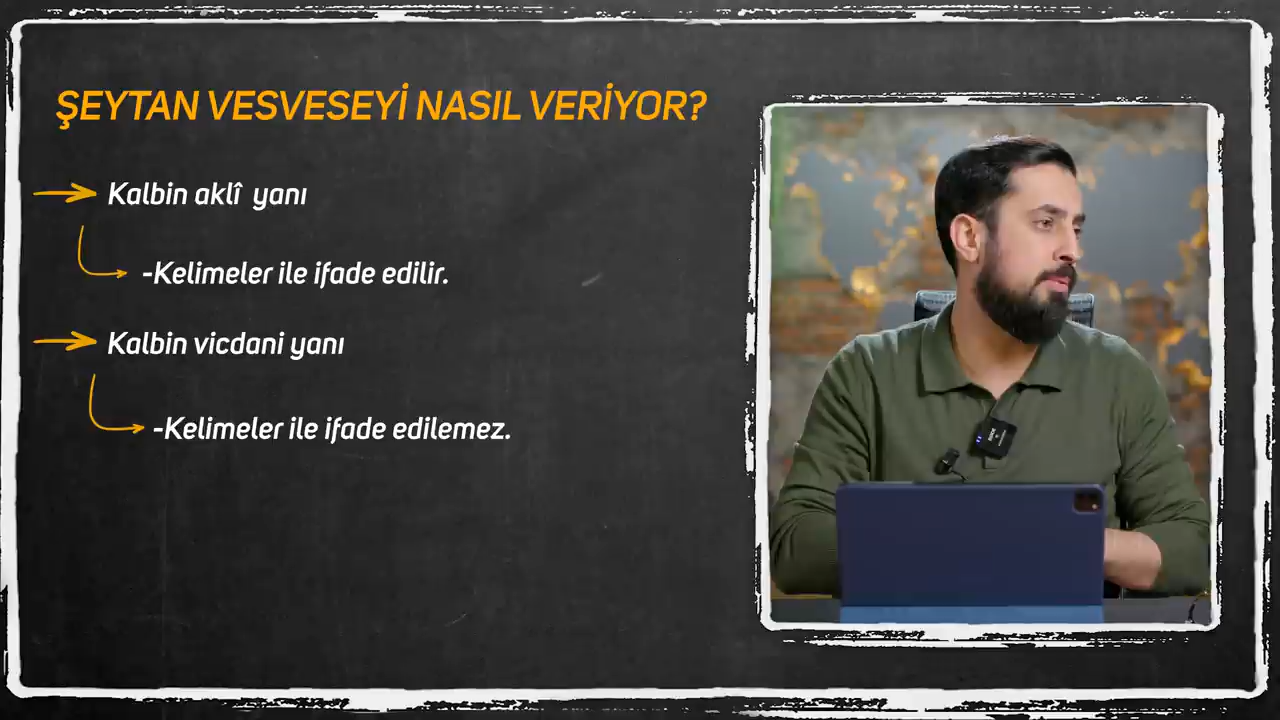 ŞEYTAN VESVESEYİ NASIL VERİYOR?
Kalbin aklî yanı
-Kelimeler ile ifade edilir.
Kalbin vicdani yanı
-Kelimeler ile ifade edilemez.